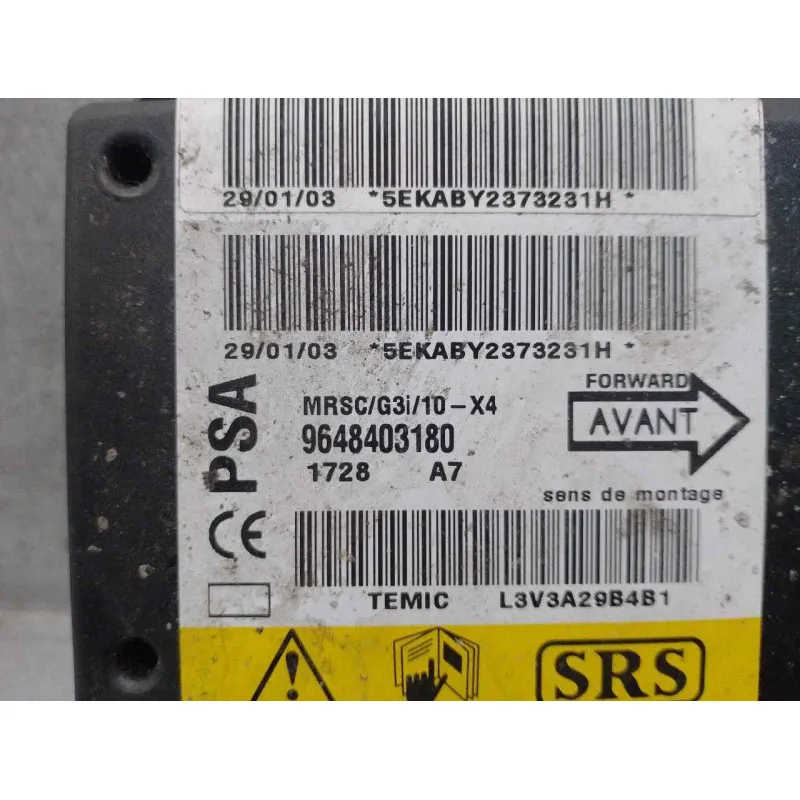 29/01/03 *5EKABY2373231H*
29/01/03 *5EKABY2373231H*
PSA
MRSC/G3i/10-X4
9648403180
1728 A7
FORWARD
AVANT
sens de montage
CE
TEMIC L3V3A29B4B1
SRS